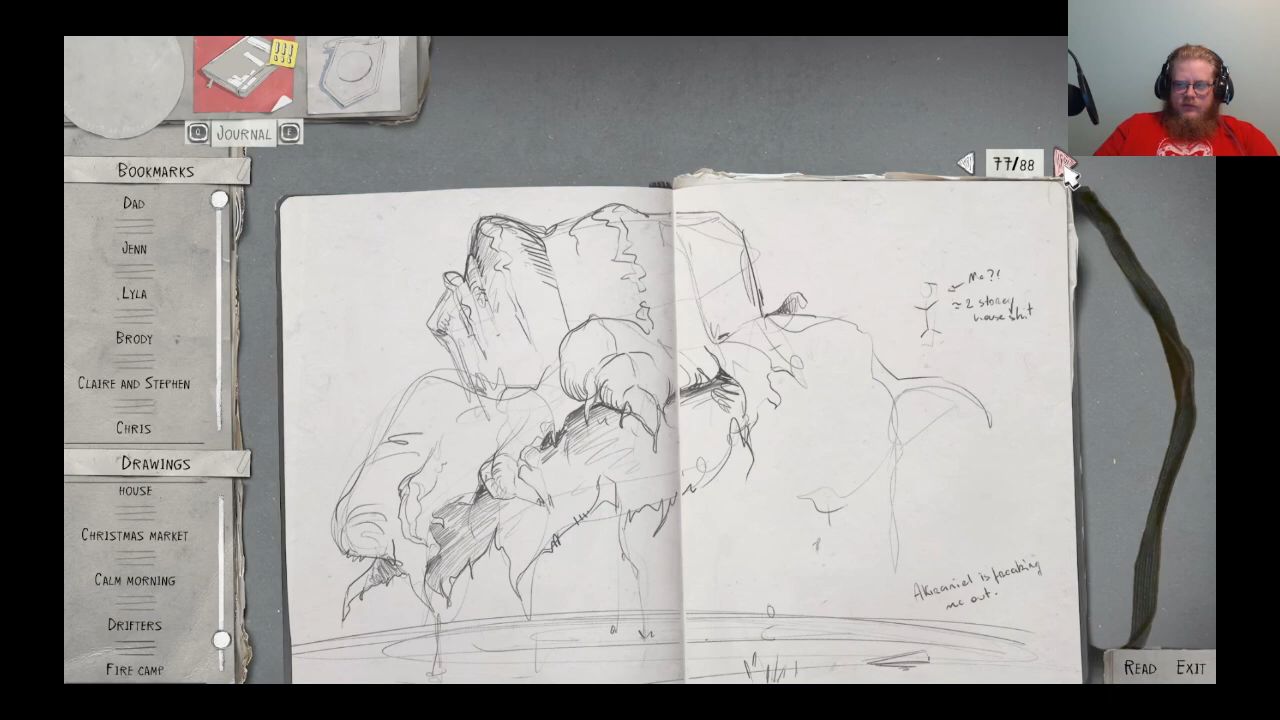 Q JOURNAL E
BOOKMARKS
DAD
JENN
LYLA
BRODY
CLAIRE AND STEPHEN
CHRIS
DRAWINGS
HOUSE
CHRISTMAS MARKET
CALM MORNING
DRIFTERS
FIRE CAMP
77/88
Me?!
≈ 2 storey
house shit
is freaking
me out.
READ EXIT